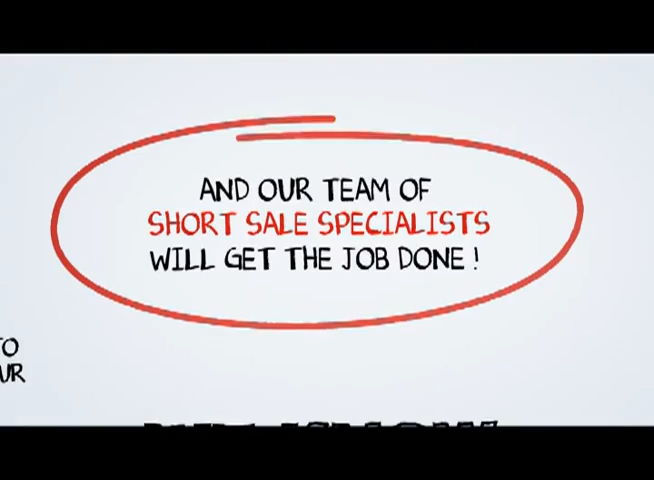 AND OUR TEAM OF
SHORT SALE SPECIALISTS
WILL GET THE JOB DONE !